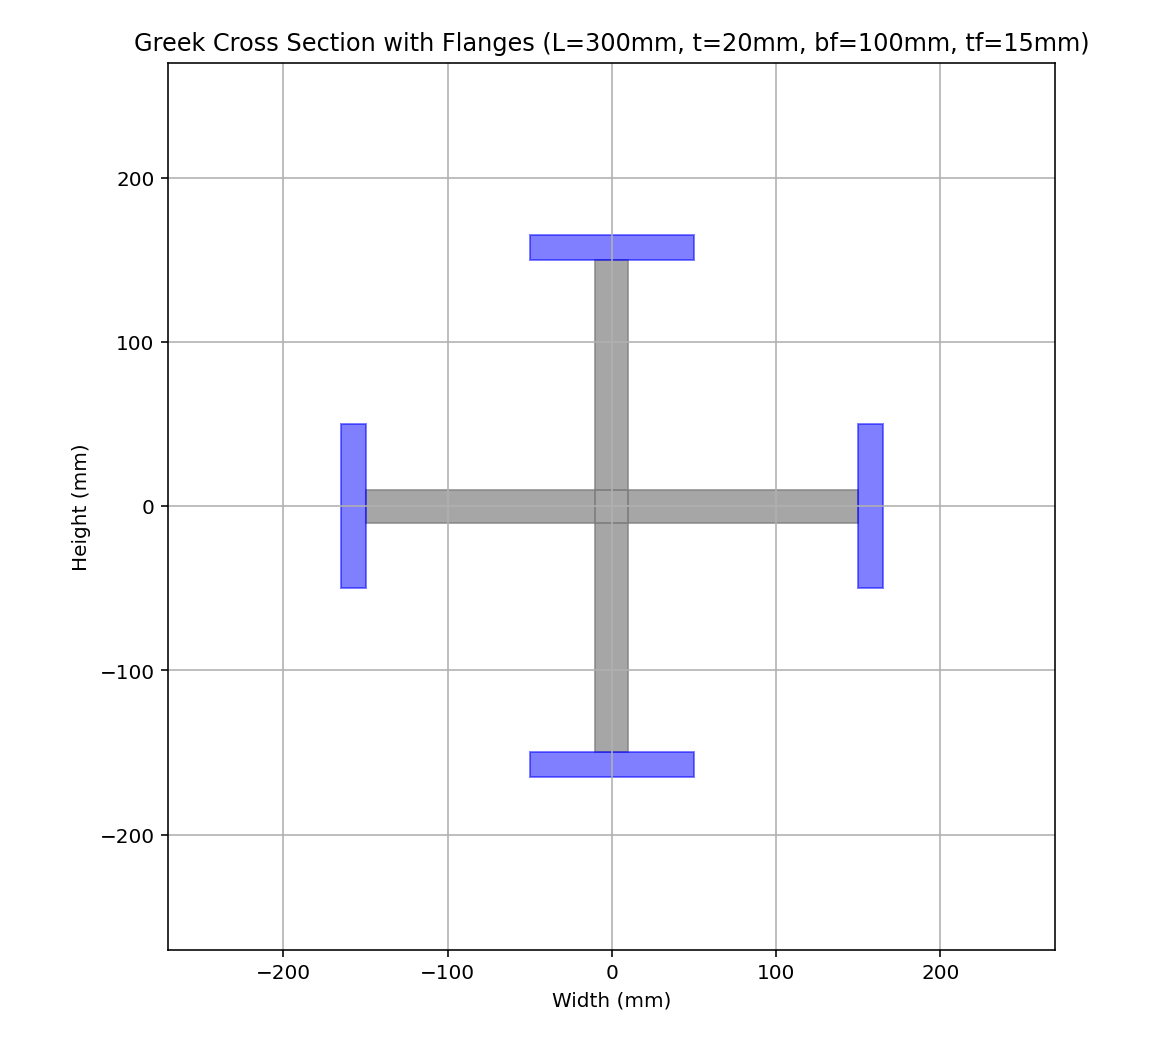 Greek Cross Section with Flanges (L=300mm, t=20mm, bf=100mm, tf=15mm)
200
100
0
−100
−200
Height (mm)
−200 −100 0 100 200
Width (mm)